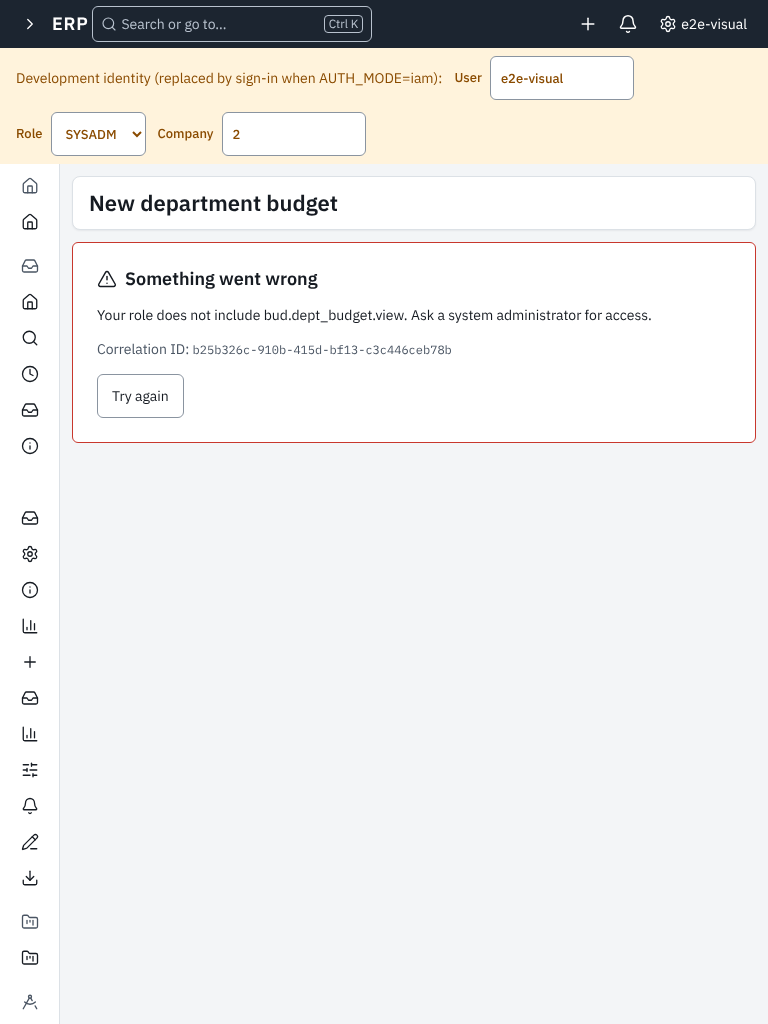 ERP
Search or go to...
Ctrl K
e2e-visual
Development identity (replaced by sign-in when AUTH_MODE=iam):
User
e2e-visual
Role
SYSADM
Company
2
New department budget
Something went wrong
Your role does not include bud.dept_budget.view. Ask a system administrator for access.
Correlation ID: b25b326c-910b-415d-bf13-c3c446ceb78b
Try again